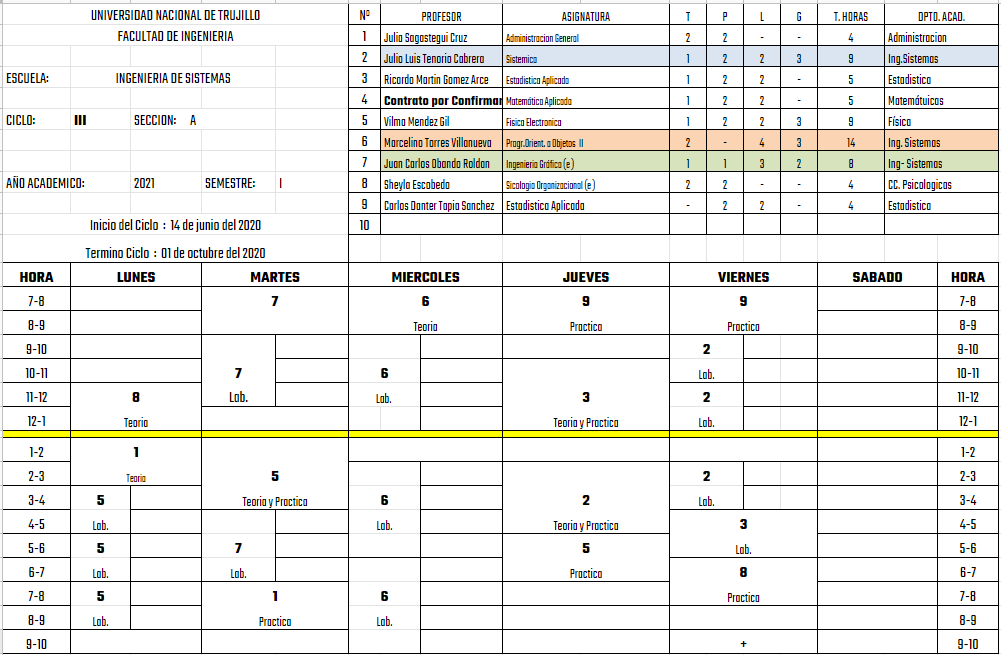 UNIVERSIDAD NACIONAL DE TRUJILLO
FACULTAD DE INGENIERIA
ESCUELA: INGENIERIA DE SISTEMAS
CICLO: III SECCION: A
AÑO ACADEMICO: 2021 SEMESTRE: I
Inicio del Ciclo : 14 de junio del 2020
Termino Ciclo : 01 de octubre del 2020
Nº PROFESOR ASIGNATURA T P L G T. HORAS DPTO. ACAD.
1 Julia Sagastegui Cruz Administracion General 2 2 - - 4 Administracion
2 Julio Luis Tenorio Cabrera Sistemica 1 2 2 3 9 Ing.Sistemas
3 Ricardo Martin Gomez Arce Estadistica Aplicada 1 2 2 - 5 Estadistica
4 Contrato por Confirmar Matemática Aplicada 1 2 2 - 5 Matemátuicas
5 Vilma Mendez Gil Fisica Electronica 1 2 2 3 9 Física
6 Marcelino Torres Villanueva Progr.Orient. a Objetos II 2 - 4 3 14 Ing. Sistemas
7 Juan Carlos Obando Roldan Ingenieria Gráfica (e ) 1 1 3 2 8 Ing- Sistemas
8 Sheyla Escobedo Sicologia Organizacional (e ) 2 2 - - 4 CC. Psicologicas
9 Carlos Danter Tapia Sanchez Estadistica Aplicada - 2 2 - 4 Estadistica
10
HORA LUNES MARTES MIERCOLES JUEVES VIERNES SABADO HORA
7-8 7 6 9 9 7-8
8-9 Teoria Practica Practica 8-9
9-10 2 9-10
10-11 7 6 Lab. 10-11
11-12 8 Lab. Lab. 3 2 11-12
12-1 Teoria Teoria y Practica Lab. 12-1
1-2 1 1-2
2-3 Teoria 5 2 2-3
3-4 5 Teoria y Practica 6 2 Lab. 3-4
4-5 Lab. Lab. Teoria y Practica 3 4-5
5-6 5 7 5 Lab. 5-6
6-7 Lab. Lab. Practica 8 6-7
7-8 5 1 6 Practica 7-8
8-9 Lab. Practica Lab. 8-9
9-10 + 9-10